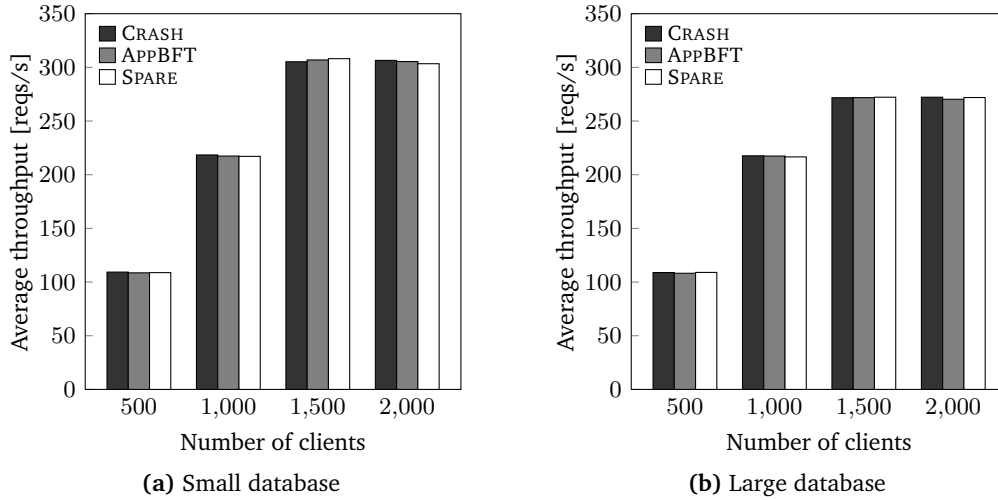 CRASH
APPBFT
SPARE
Average throughput [reqs/s]
350
300
250
200
150
100
50
0
500 1,000 1,500 2,000
Number of clients
(a) Small database
CRASH
APPBFT
SPARE
Average throughput [reqs/s]
350
300
250
200
150
100
50
0
500 1,000 1,500 2,000
Number of clients
(b) Large database